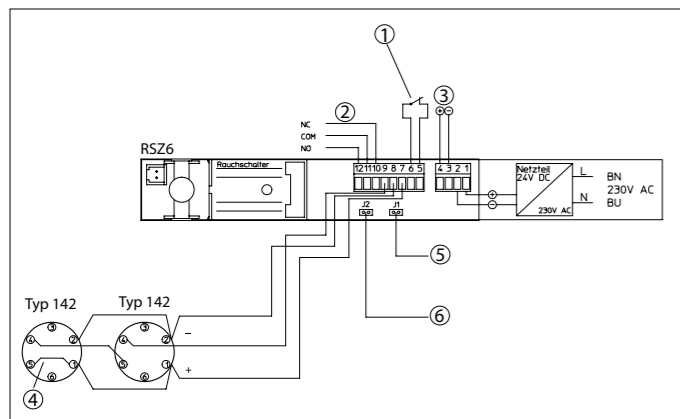 ①
② ③
NC
COM
NO
RSZ6
Rauchschalter
12 11 10 9 8 7 6 5
4 3 2 1
⊕ ⊖
Netzteil
24V DC
230V AC
L BN
230V AC
N BU
⊕
⊖
J2 J1
⑤
⑥
Typ 142 Typ 142
3 4 2 5 1 6
3 4 2 5 1 6
−
+
④